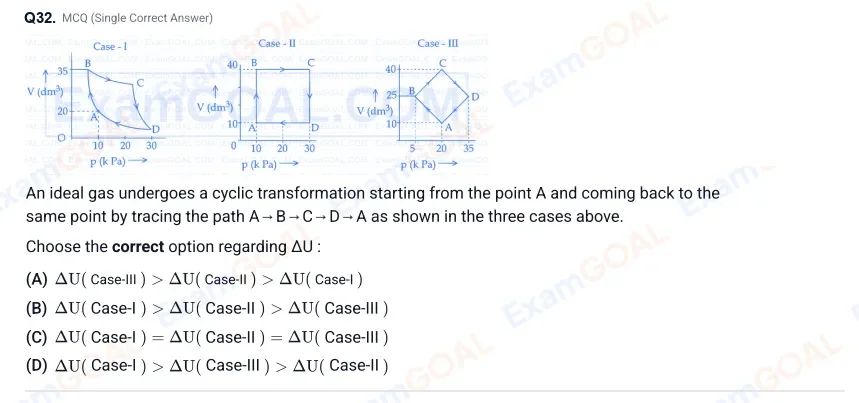 Q32. MCQ (Single Correct Answer)
Case - I
Case - II
Case - III
35
B
C
V (dm³)
20
A
D
O
10 20 30
p (k Pa)
40
B
C
V (dm³)
10
A
D
0 10 20 30
p (k Pa)
40
C
25
B
D
V (dm³)
10
A
5 20 35
p (k Pa)
An ideal gas undergoes a cyclic transformation starting from the point A and coming back to the
same point by tracing the path A→B→C→D→A as shown in the three cases above.
Choose the correct option regarding ΔU :
(A) ΔU( Case-III ) > ΔU( Case-II ) > ΔU( Case-I )
(B) ΔU( Case-I ) > ΔU( Case-II ) > ΔU( Case-III )
(C) ΔU( Case-I ) = ΔU( Case-II ) = ΔU( Case-III )
(D) ΔU( Case-I ) > ΔU( Case-III ) > ΔU( Case-II )
ExamGOAL.COM
ExamGOAL
ExamGOAL